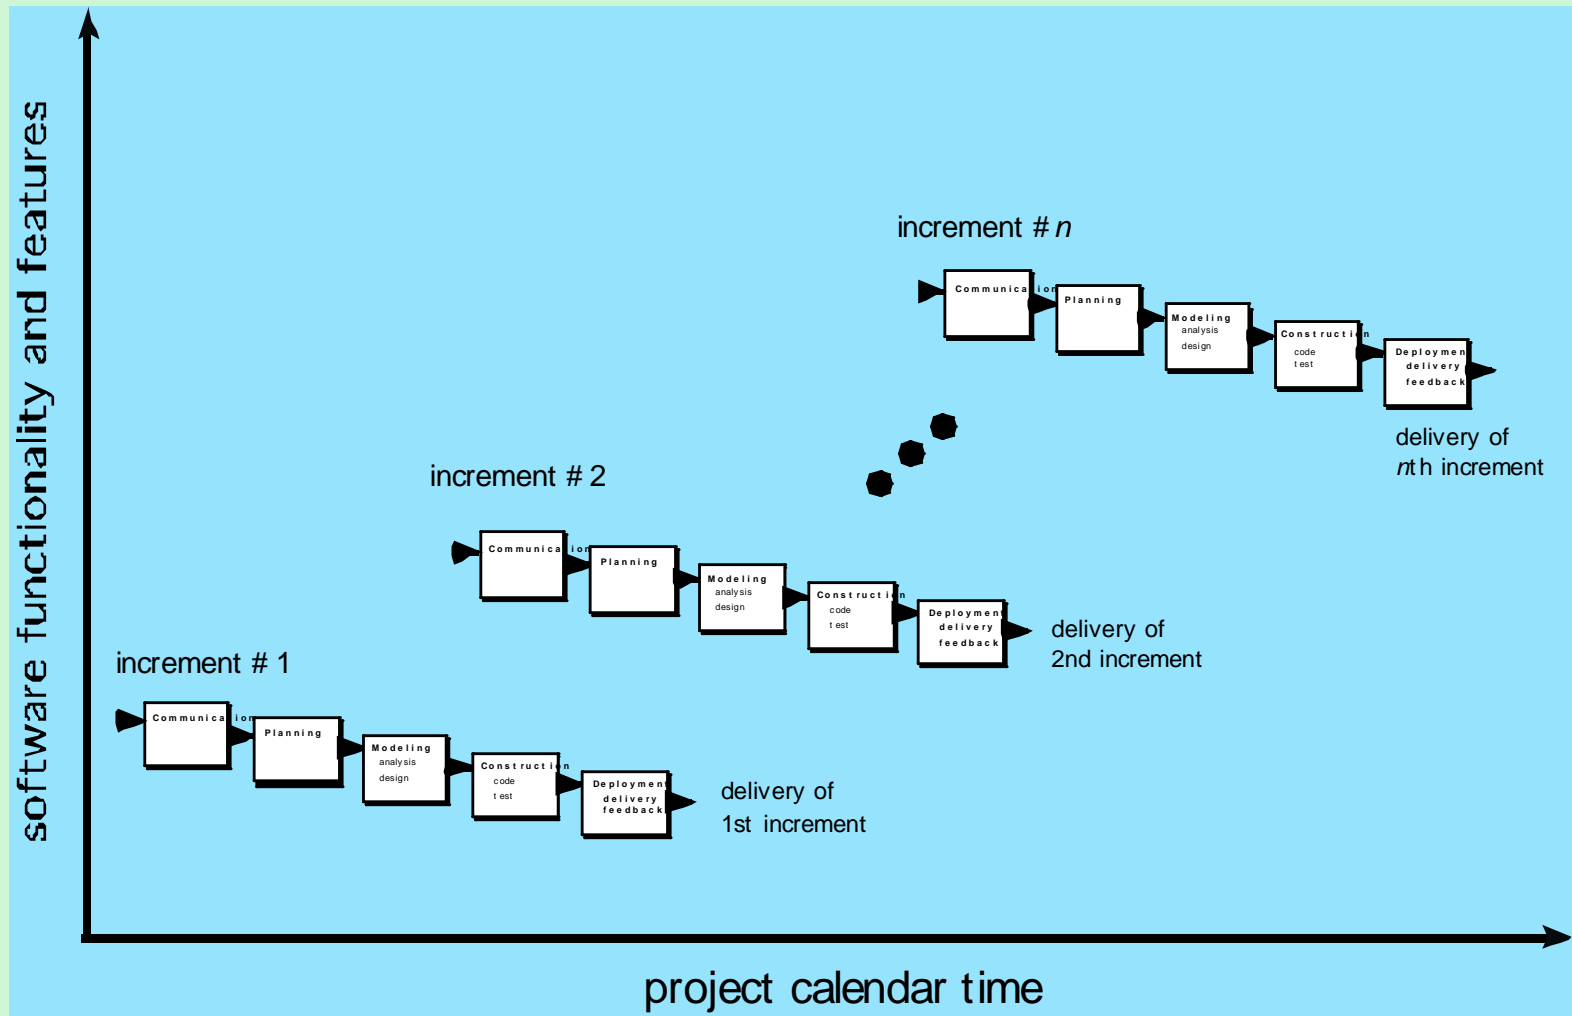 software functionality and features
increment # n
Communication
Planning
Modeling
analysis
design
Construction
code
test
Deployment
delivery
feedback
delivery of
nth increment
increment # 2
Communication
Planning
Modeling
analysis
design
Construction
code
test
Deployment
delivery
feedback
delivery of
2nd increment
increment # 1
Communication
Planning
Modeling
analysis
design
Construction
code
test
Deployment
delivery
feedback
delivery of
1st increment
project calendar time